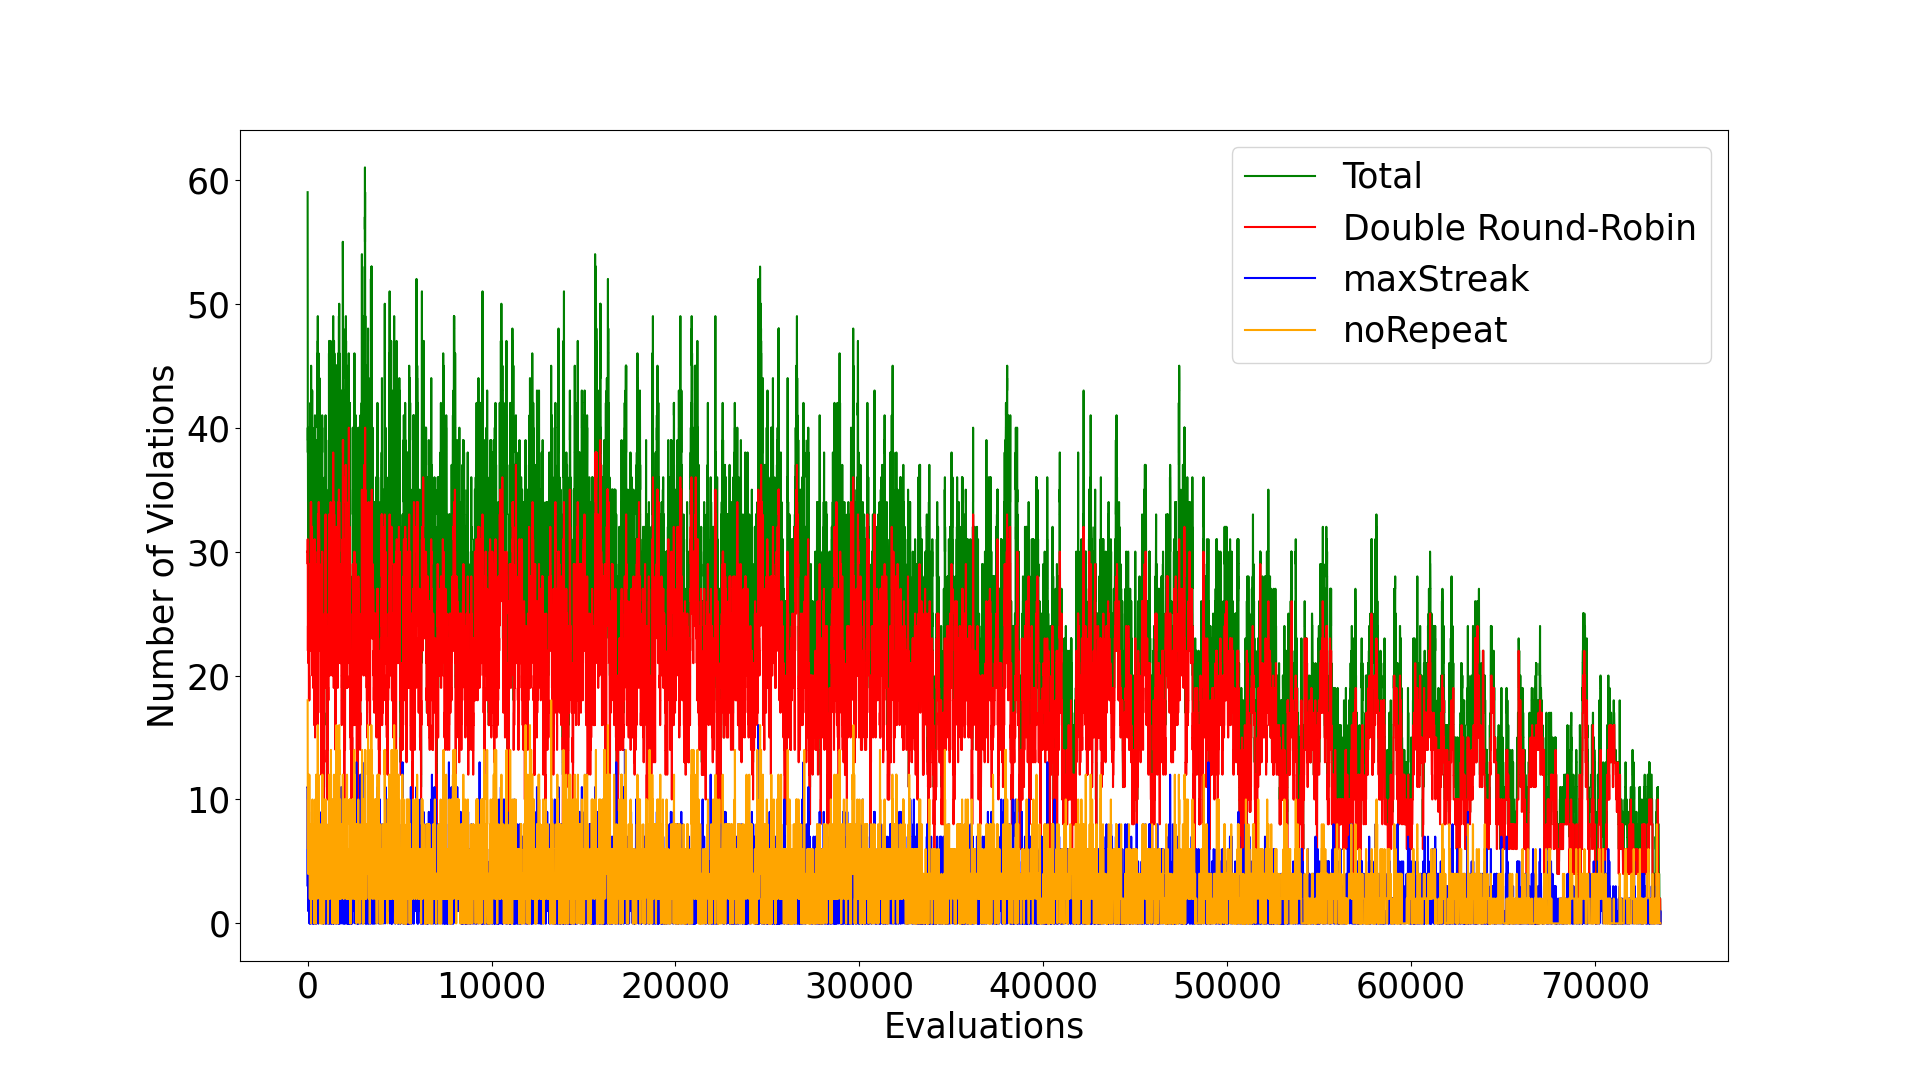 Number of Violations
60
50
40
30
20
10
0
Total
Double Round-Robin
maxStreak
noRepeat
0 10000 20000 30000 40000 50000 60000 70000
Evaluations